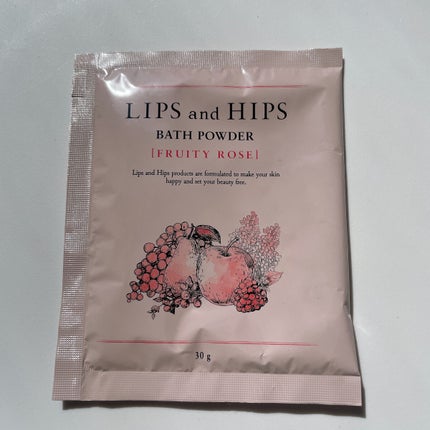 LIPS and HIPS
BATH POWDER
[FRUITY ROSE]
Lips and Hips products are formulated to make your skin
happy and set your beauty free.
30 g